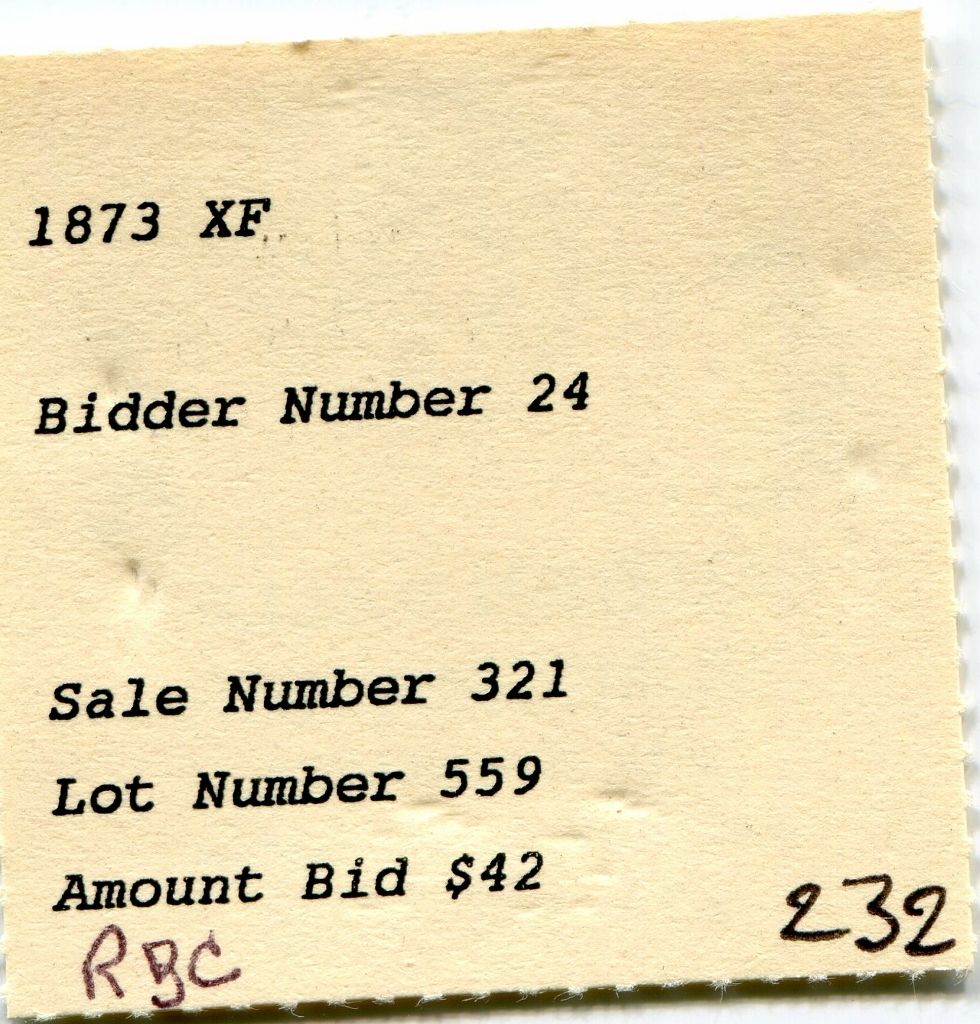 1873 XF
Bidder Number 24
Sale Number 321
Lot Number 559
Amount Bid $42
RBC
232